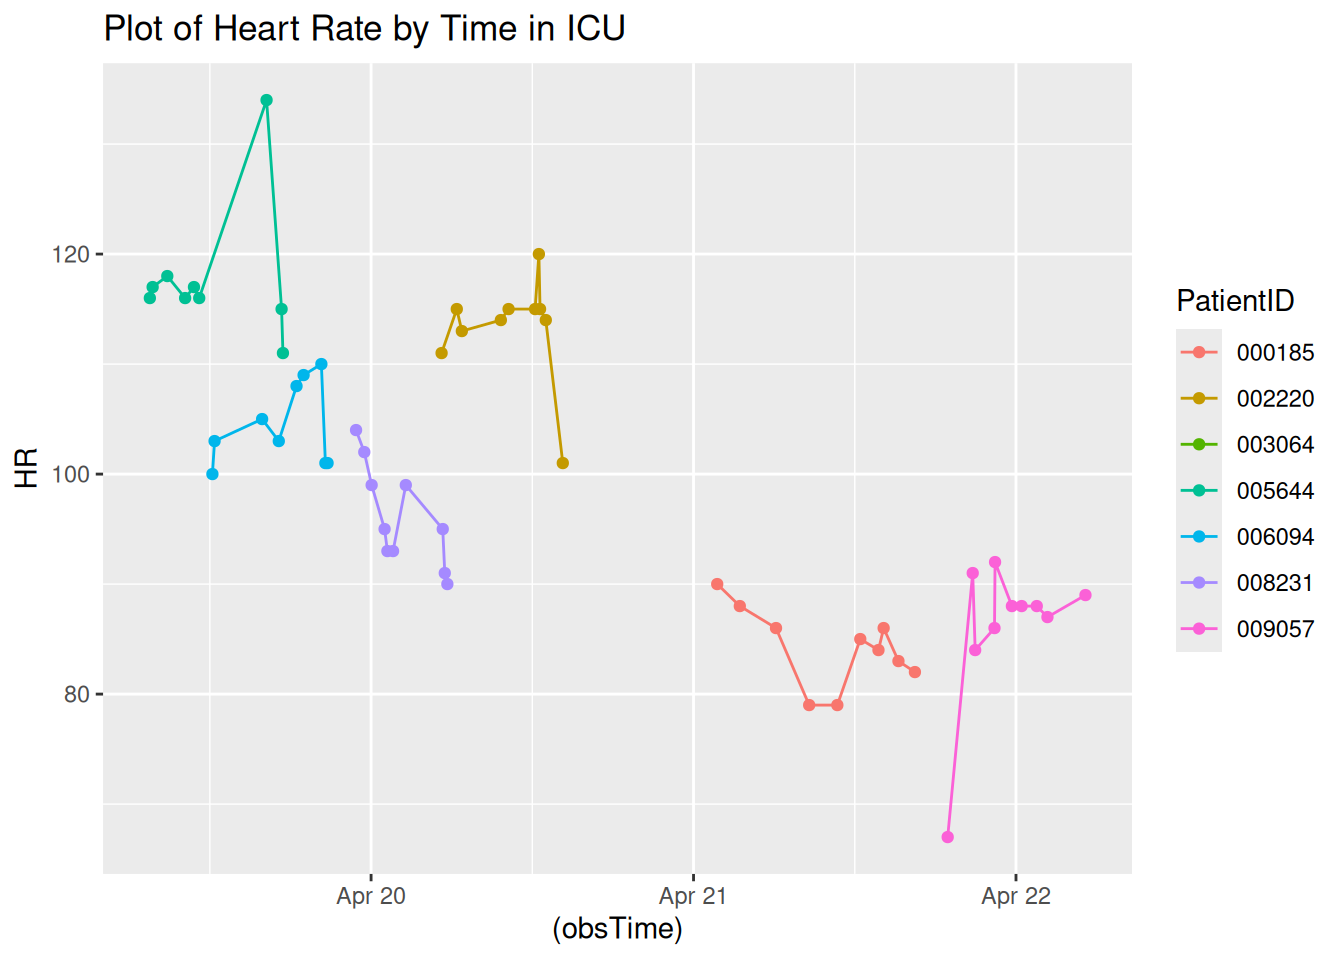 Plot of Heart Rate by Time in ICU
HR
120
100
80
Apr 20
Apr 21
Apr 22
(obsTime)
PatientID
000185
002220
003064
005644
006094
008231
009057